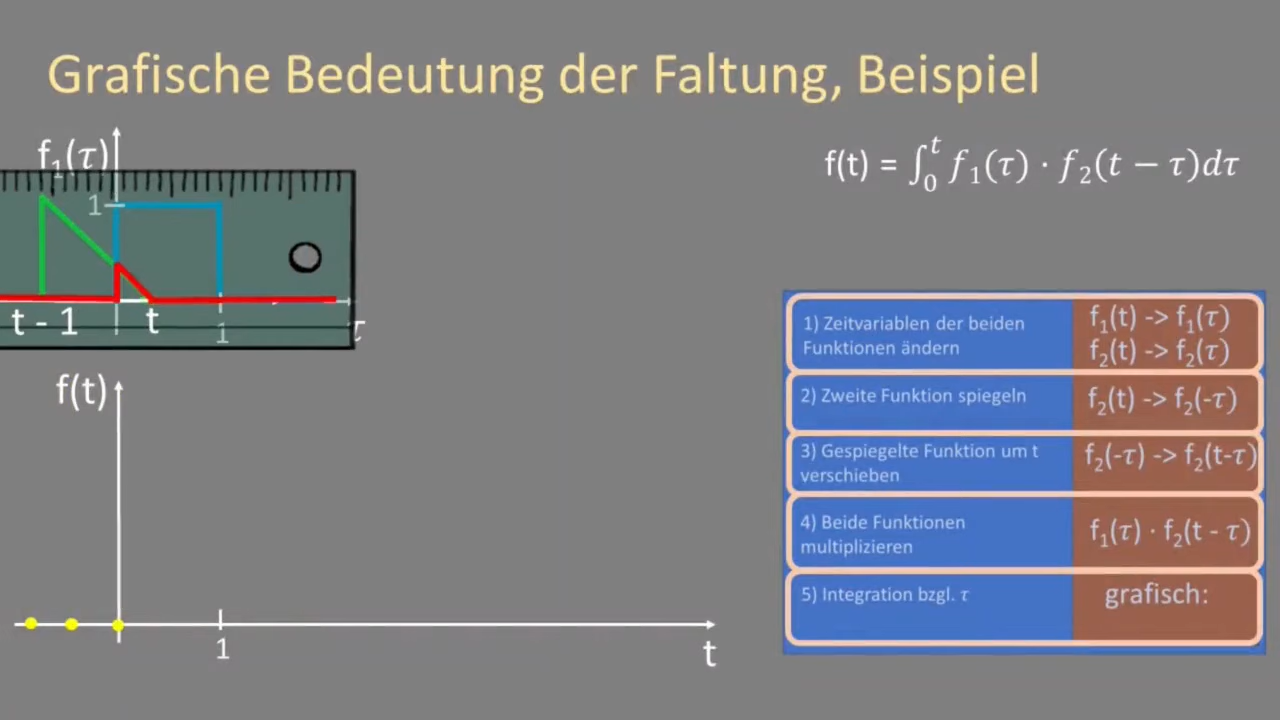 Grafische Bedeutung der Faltung, Beispiel
f₁(τ)
f(t) = ∫₀ᵗ f₁(τ) · f₂(t − τ)dτ
1
t - 1
t
1
τ
f(t)
1
t
1) Zeitvariablen der beiden
Funktionen ändern
f₁(t) -> f₁(τ)
f₂(t) -> f₂(τ)
2) Zweite Funktion spiegeln
f₂(t) -> f₂(-τ)
3) Gespiegelte Funktion um t
verschieben
f₂(-τ) -> f₂(t-τ)
4) Beide Funktionen
multiplizieren
f₁(τ) · f₂(t - τ)
5) Integration bzgl. τ
grafisch: